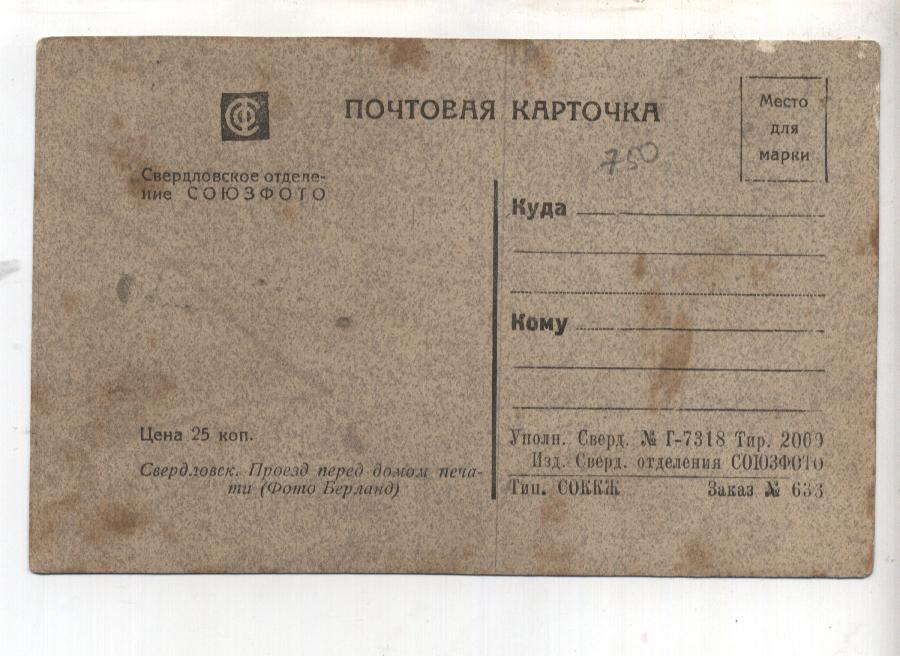 ПОЧТОВАЯ КАРТОЧКА
Место
для
марки
750
Свердловское отделе-
ние СОЮЗФОТО
Куда
Кому
Цена 25 коп.
Свердловск. Проезд перед домом печа-
ти (Фото Берланд)
Уполн. Сверд. № Г-7318 Тир. 2000
Изд. Сверд. отделения СОЮЗФОТО
Тип. СОККЖ Заказ № 633